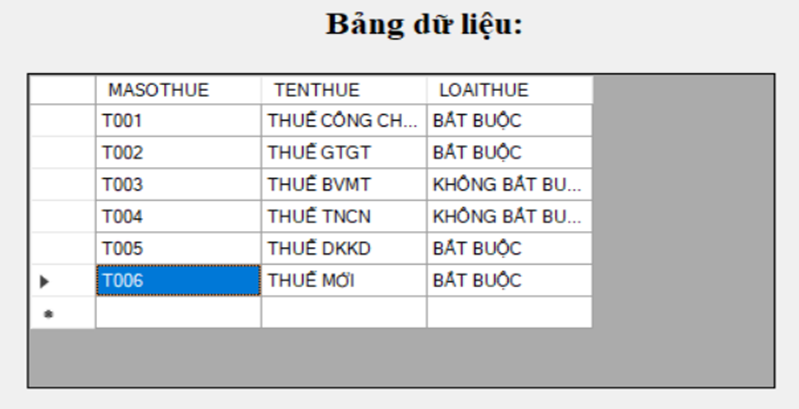 Bảng dữ liệu:
MASOTHUE TENTHUE LOAITHUE
T001 THUẾ CÔNG CH... BẮT BUỘC
T002 THUẾ GTGT BẮT BUỘC
T003 THUẾ BVMT KHÔNG BẮT BU...
T004 THUẾ TNCN KHÔNG BẮT BU...
T005 THUẾ DKKD BẮT BUỘC
T006 THUẾ MỚI BẮT BUỘC